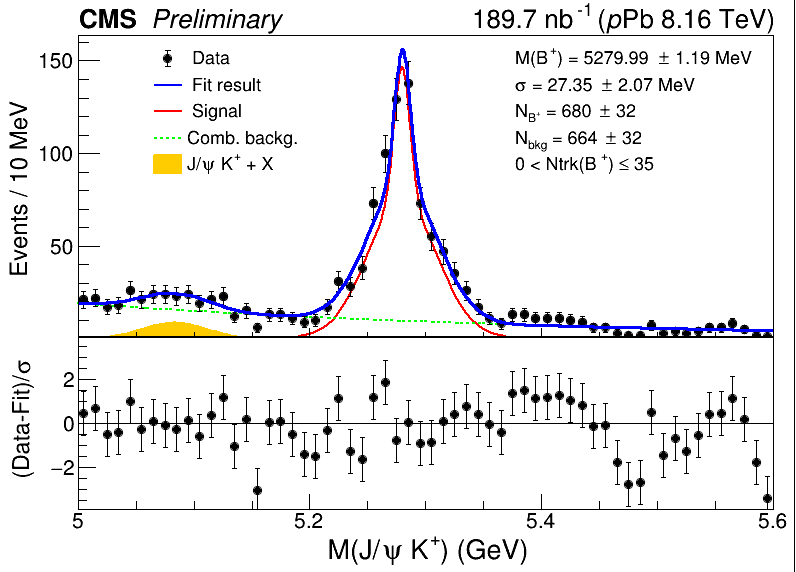 CMS Preliminary 189.7 nb⁻¹ (pPb 8.16 TeV)
Data
Fit result
Signal
Comb. backg.
J/ψ K⁺ + X
M(B⁺) = 5279.99 ± 1.19 MeV
σ = 27.35 ± 2.07 MeV
N_B⁺ = 680 ± 32
N_bkg = 664 ± 32
0 < Ntrk(B⁺) ≤ 35
Events / 10 MeV
150
100
50
(Data-Fit)/σ
2
0
−2
5 5.2 5.4 5.6
M(J/ψ K⁺) (GeV)